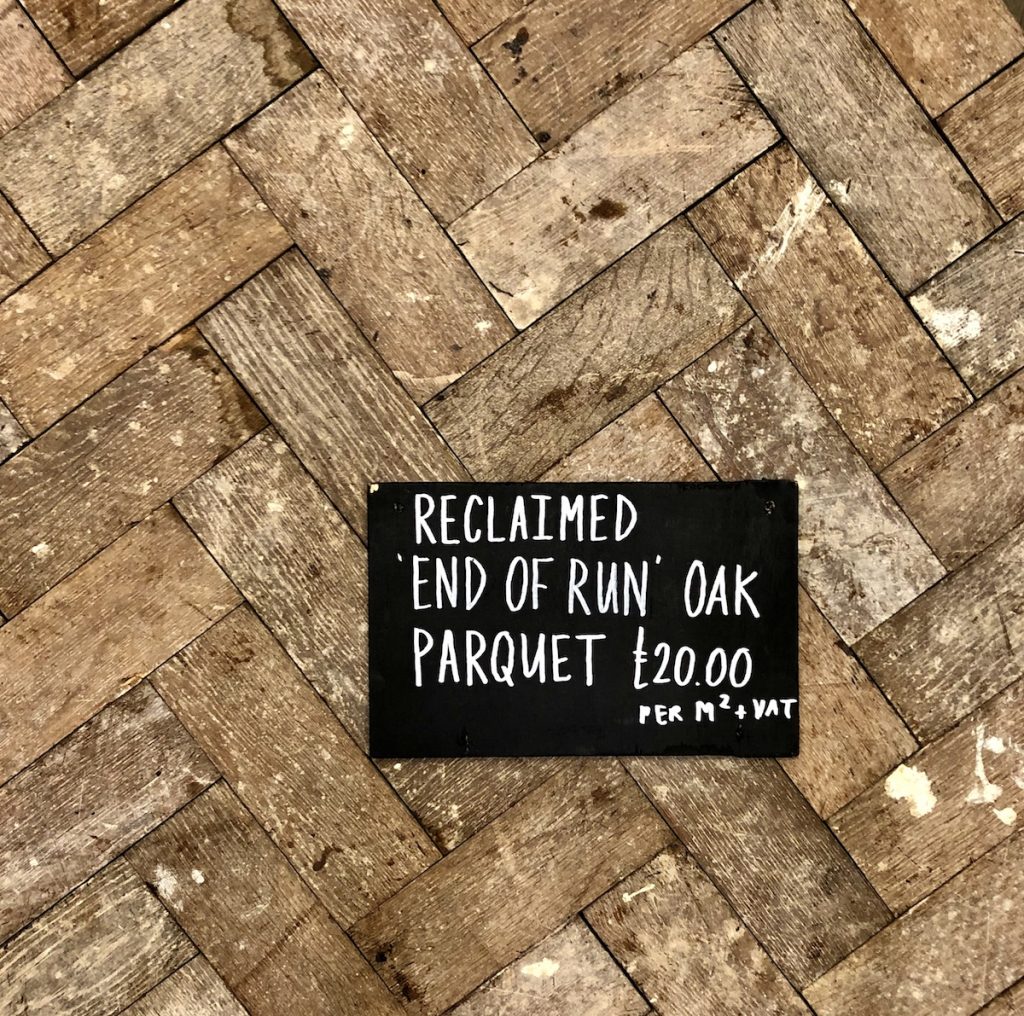 RECLAIMED
'END OF RUN' OAK
PARQUET £20.00
PER M²+VAT